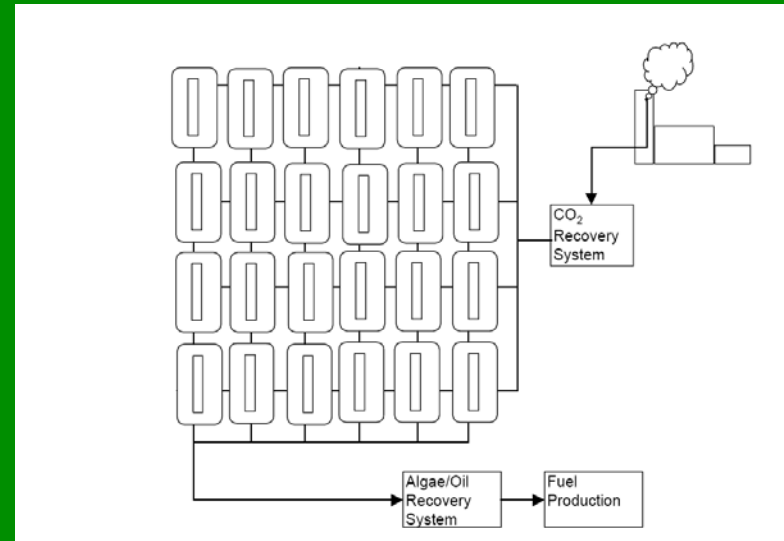 CO₂
Recovery
System
Algae/Oil
Recovery
System
Fuel
Production